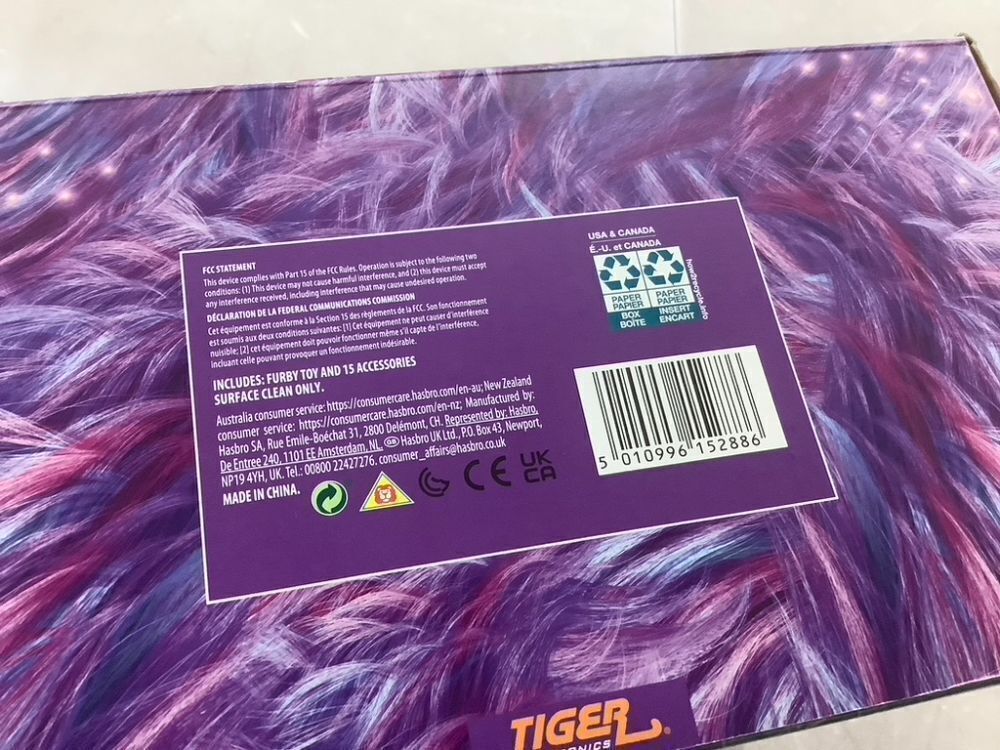 FCC STATEMENT
This device complies with Part 15 of the FCC Rules. Operation is subject to the following two
conditions: (1) This device may not cause harmful interference, and (2) this device must accept
any interference received, including interference that may cause undesired operation.
DÉCLARATION DE LA FEDERAL COMMUNICATIONS COMMISSION
Cet équipement est conforme à la Section 15 des règlements de la FCC. Son fonctionnement
est soumis aux deux conditions suivantes: [1] Cet équipement ne peut causer d'interférence
nuisible; [2] cet équipement doit pouvoir fonctionner même s'il capte de l'interférence,
incluant celle pouvant provoquer un fonctionnement indésirable.
INCLUDES: FURBY TOY AND 15 ACCESSORIES
SURFACE CLEAN ONLY.
Australia consumer service: https://consumercare.hasbro.com/en-au; New Zealand
consumer service: https://consumercare.hasbro.com/en-nz; Manufactured by:
Hasbro SA, Rue Emile-Boéchat 31, 2800 Delémont, CH. Represented by: Hasbro,
De Entree 240, 1101 EE Amsterdam, NL. GB Hasbro UK Ltd., P.O. Box 43, Newport,
NP19 4YH, UK. Tel.: 00800 22427276. consumer_affairs@hasbro.co.uk
MADE IN CHINA.
CE
UK
CA
USA & CANADA
É.-U. et CANADA
PAPER PAPER
PAPIER PAPIER
BOX INSERT
BOÎTE ENCART
how2recycle.info
5 010996 152886
TIGER